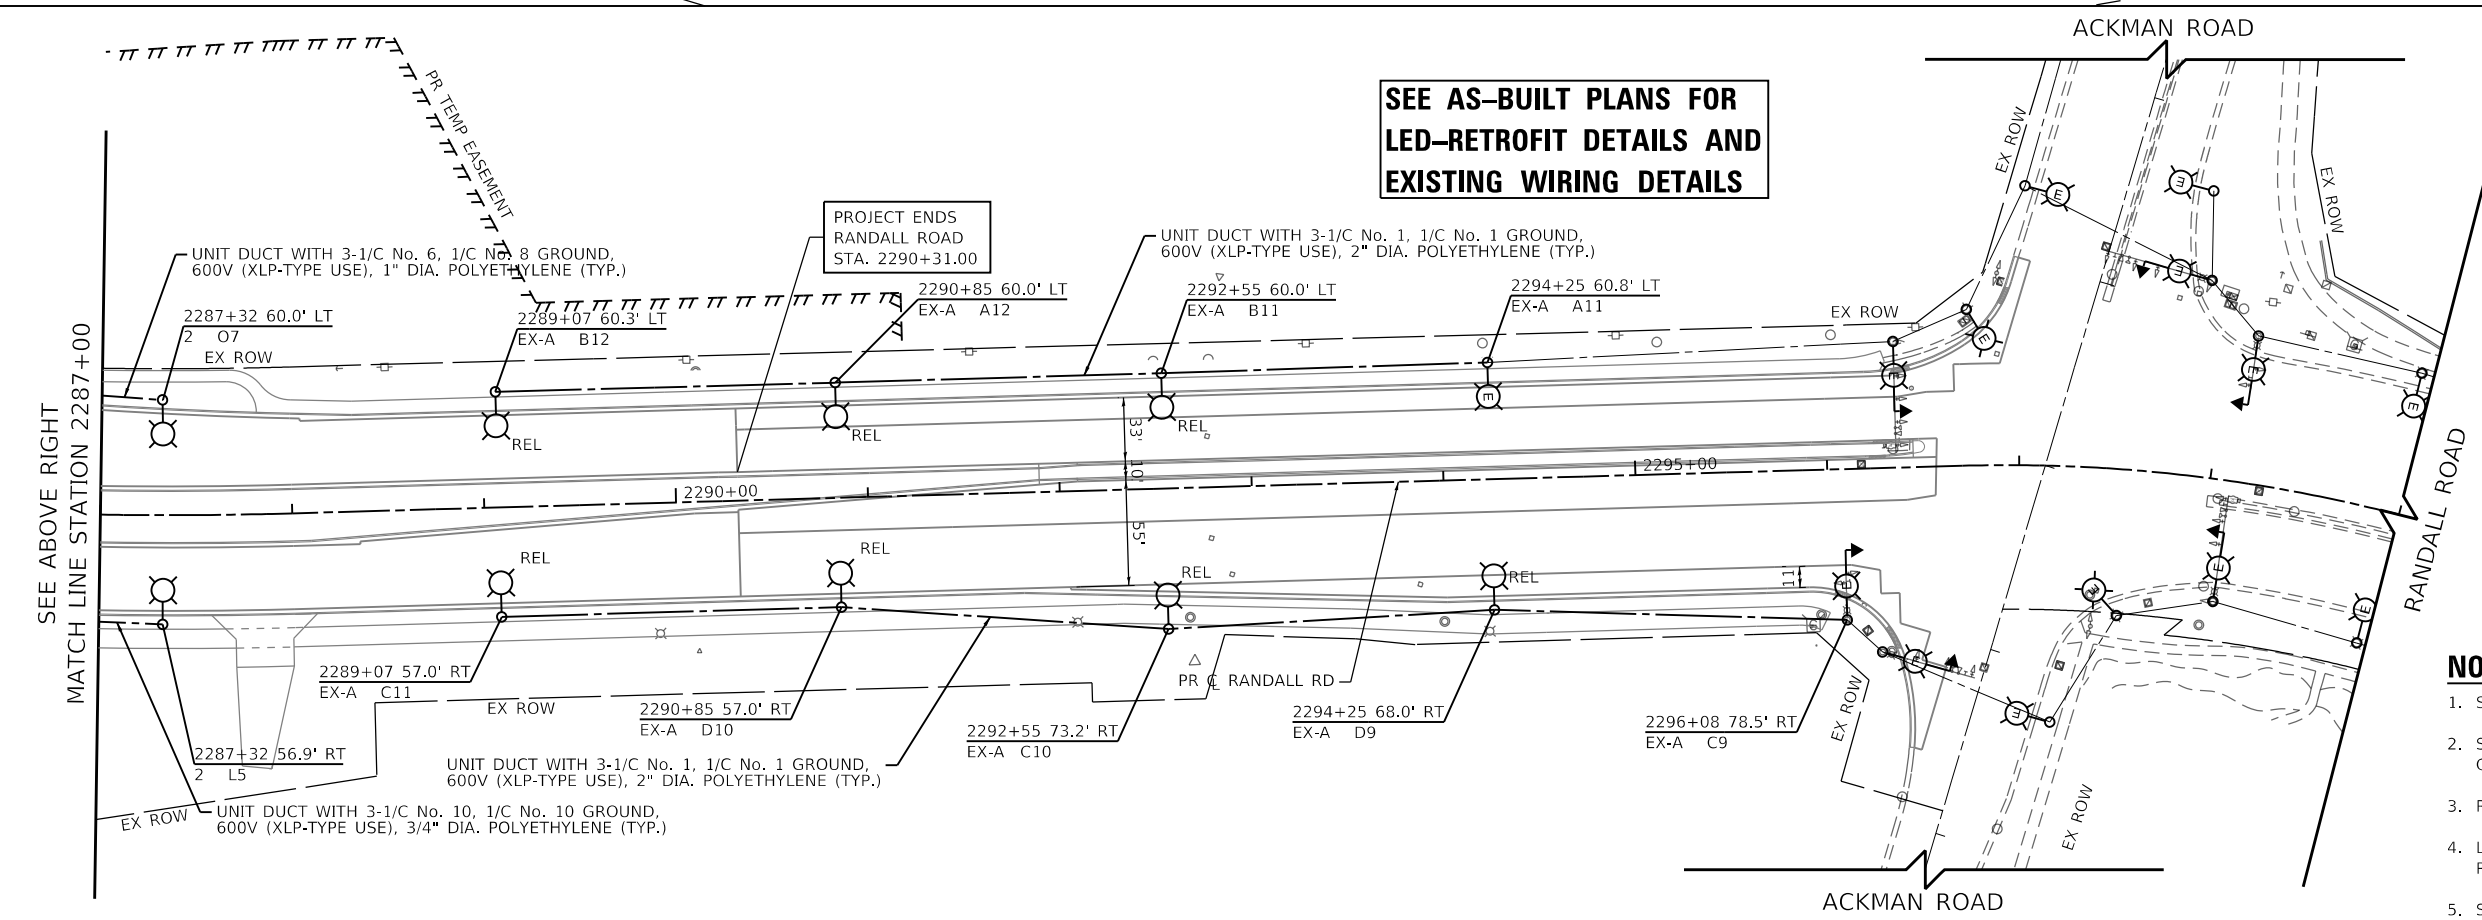 ACKMAN ROAD
SEE AS-BUILT PLANS FOR
LED-RETROFIT DETAILS AND
EXISTING WIRING DETAILS
PR TEMP EASEMENT
EX ROW
EX ROW
PROJECT ENDS
RANDALL ROAD
STA. 2290+31.00
UNIT DUCT WITH 3-1/C No. 6, 1/C No. 8 GROUND,
600V (XLP-TYPE USE), 1" DIA. POLYETHYLENE (TYP.)
UNIT DUCT WITH 3-1/C No. 1, 1/C No. 1 GROUND,
600V (XLP-TYPE USE), 2" DIA. POLYETHYLENE (TYP.)
2287+32 60.0' LT
2 O7
EX ROW
2289+07 60.3' LT
EX-A B12
2290+85 60.0' LT
EX-A A12
2292+55 60.0' LT
EX-A B11
2294+25 60.8' LT
EX-A A11
EX ROW
E
E
E
E
E
E
E
E
REL
REL
REL
33'
10'
55'
2290+00
2295+00
SEE ABOVE RIGHT
MATCH LINE STATION 2287+00
RANDALL ROAD
REL
REL
REL
REL
11'
E
E
E
E
E
E
2289+07 57.0' RT
EX-A C11
EX ROW
2290+85 57.0' RT
EX-A D10
2292+55 73.2' RT
EX-A C10
PR ℄ RANDALL RD
2294+25 68.0' RT
EX-A D9
2296+08 78.5' RT
EX-A C9
EX ROW
EX ROW
2287+32 56.9' RT
2 L5
UNIT DUCT WITH 3-1/C No. 1, 1/C No. 1 GROUND,
600V (XLP-TYPE USE), 2" DIA. POLYETHYLENE (TYP.)
EX ROW
UNIT DUCT WITH 3-1/C No. 10, 1/C No. 10 GROUND,
600V (XLP-TYPE USE), 3/4" DIA. POLYETHYLENE (TYP.)
ACKMAN ROAD
NO
1. S
2. S
3. F
4. L
5. S